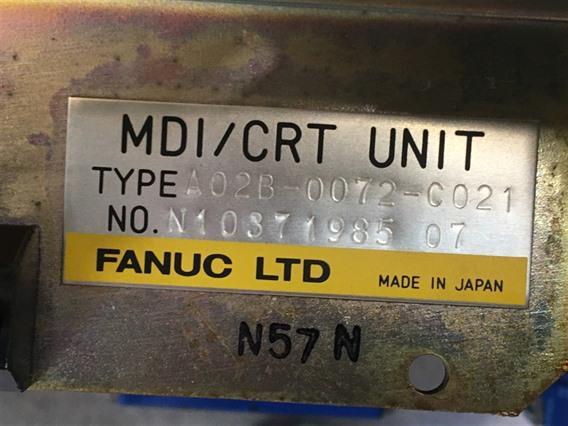 MDI/CRT UNIT
TYPE A02B-0072-C021
NO. N10371985 07
FANUC LTD MADE IN JAPAN
N57N